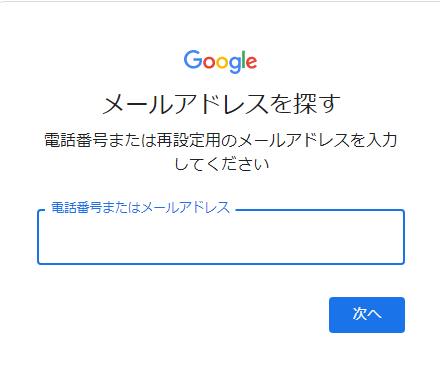 Google
メールアドレスを探す
電話番号または再設定用のメールアドレスを入力
してください
電話番号またはメールアドレス
次へ